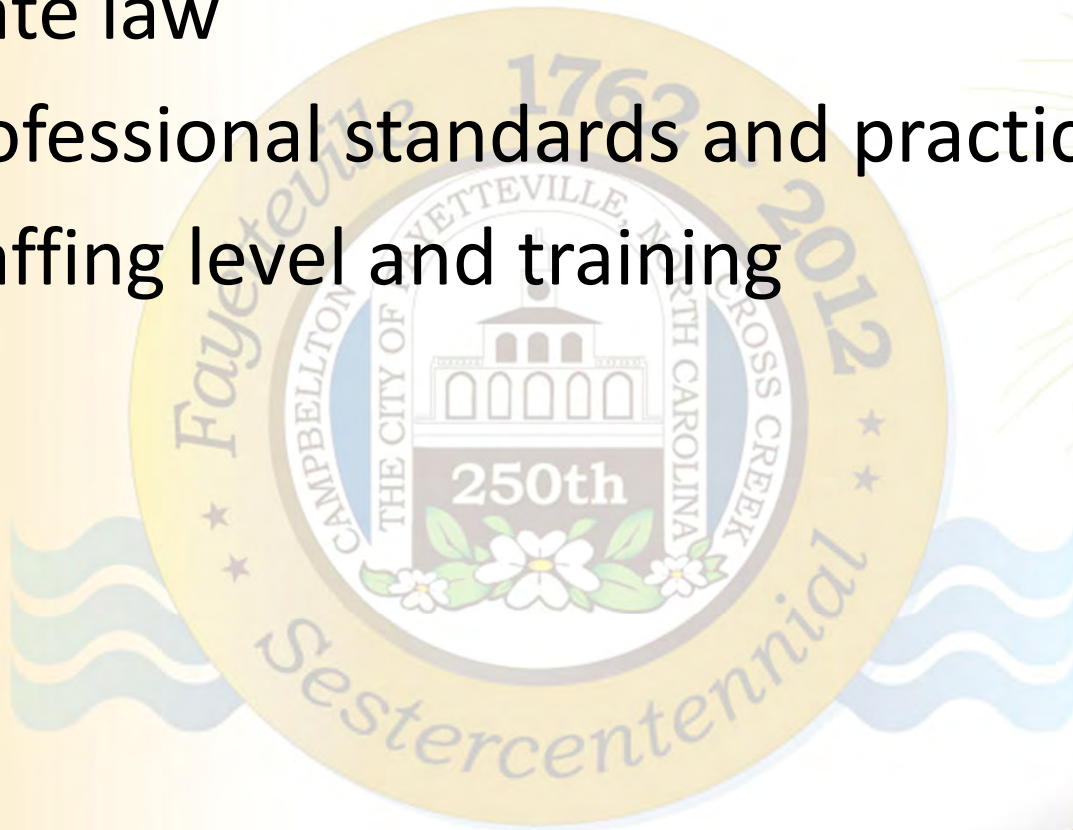 ate law
ofessional standards and practic
affing level and training
Fayetteville 1762 - 2012
CAMPBELLTON
THE CITY OF FAYETTEVILLE, NORTH CAROLINA
CROSS CREEK
250th
Sestercentennial